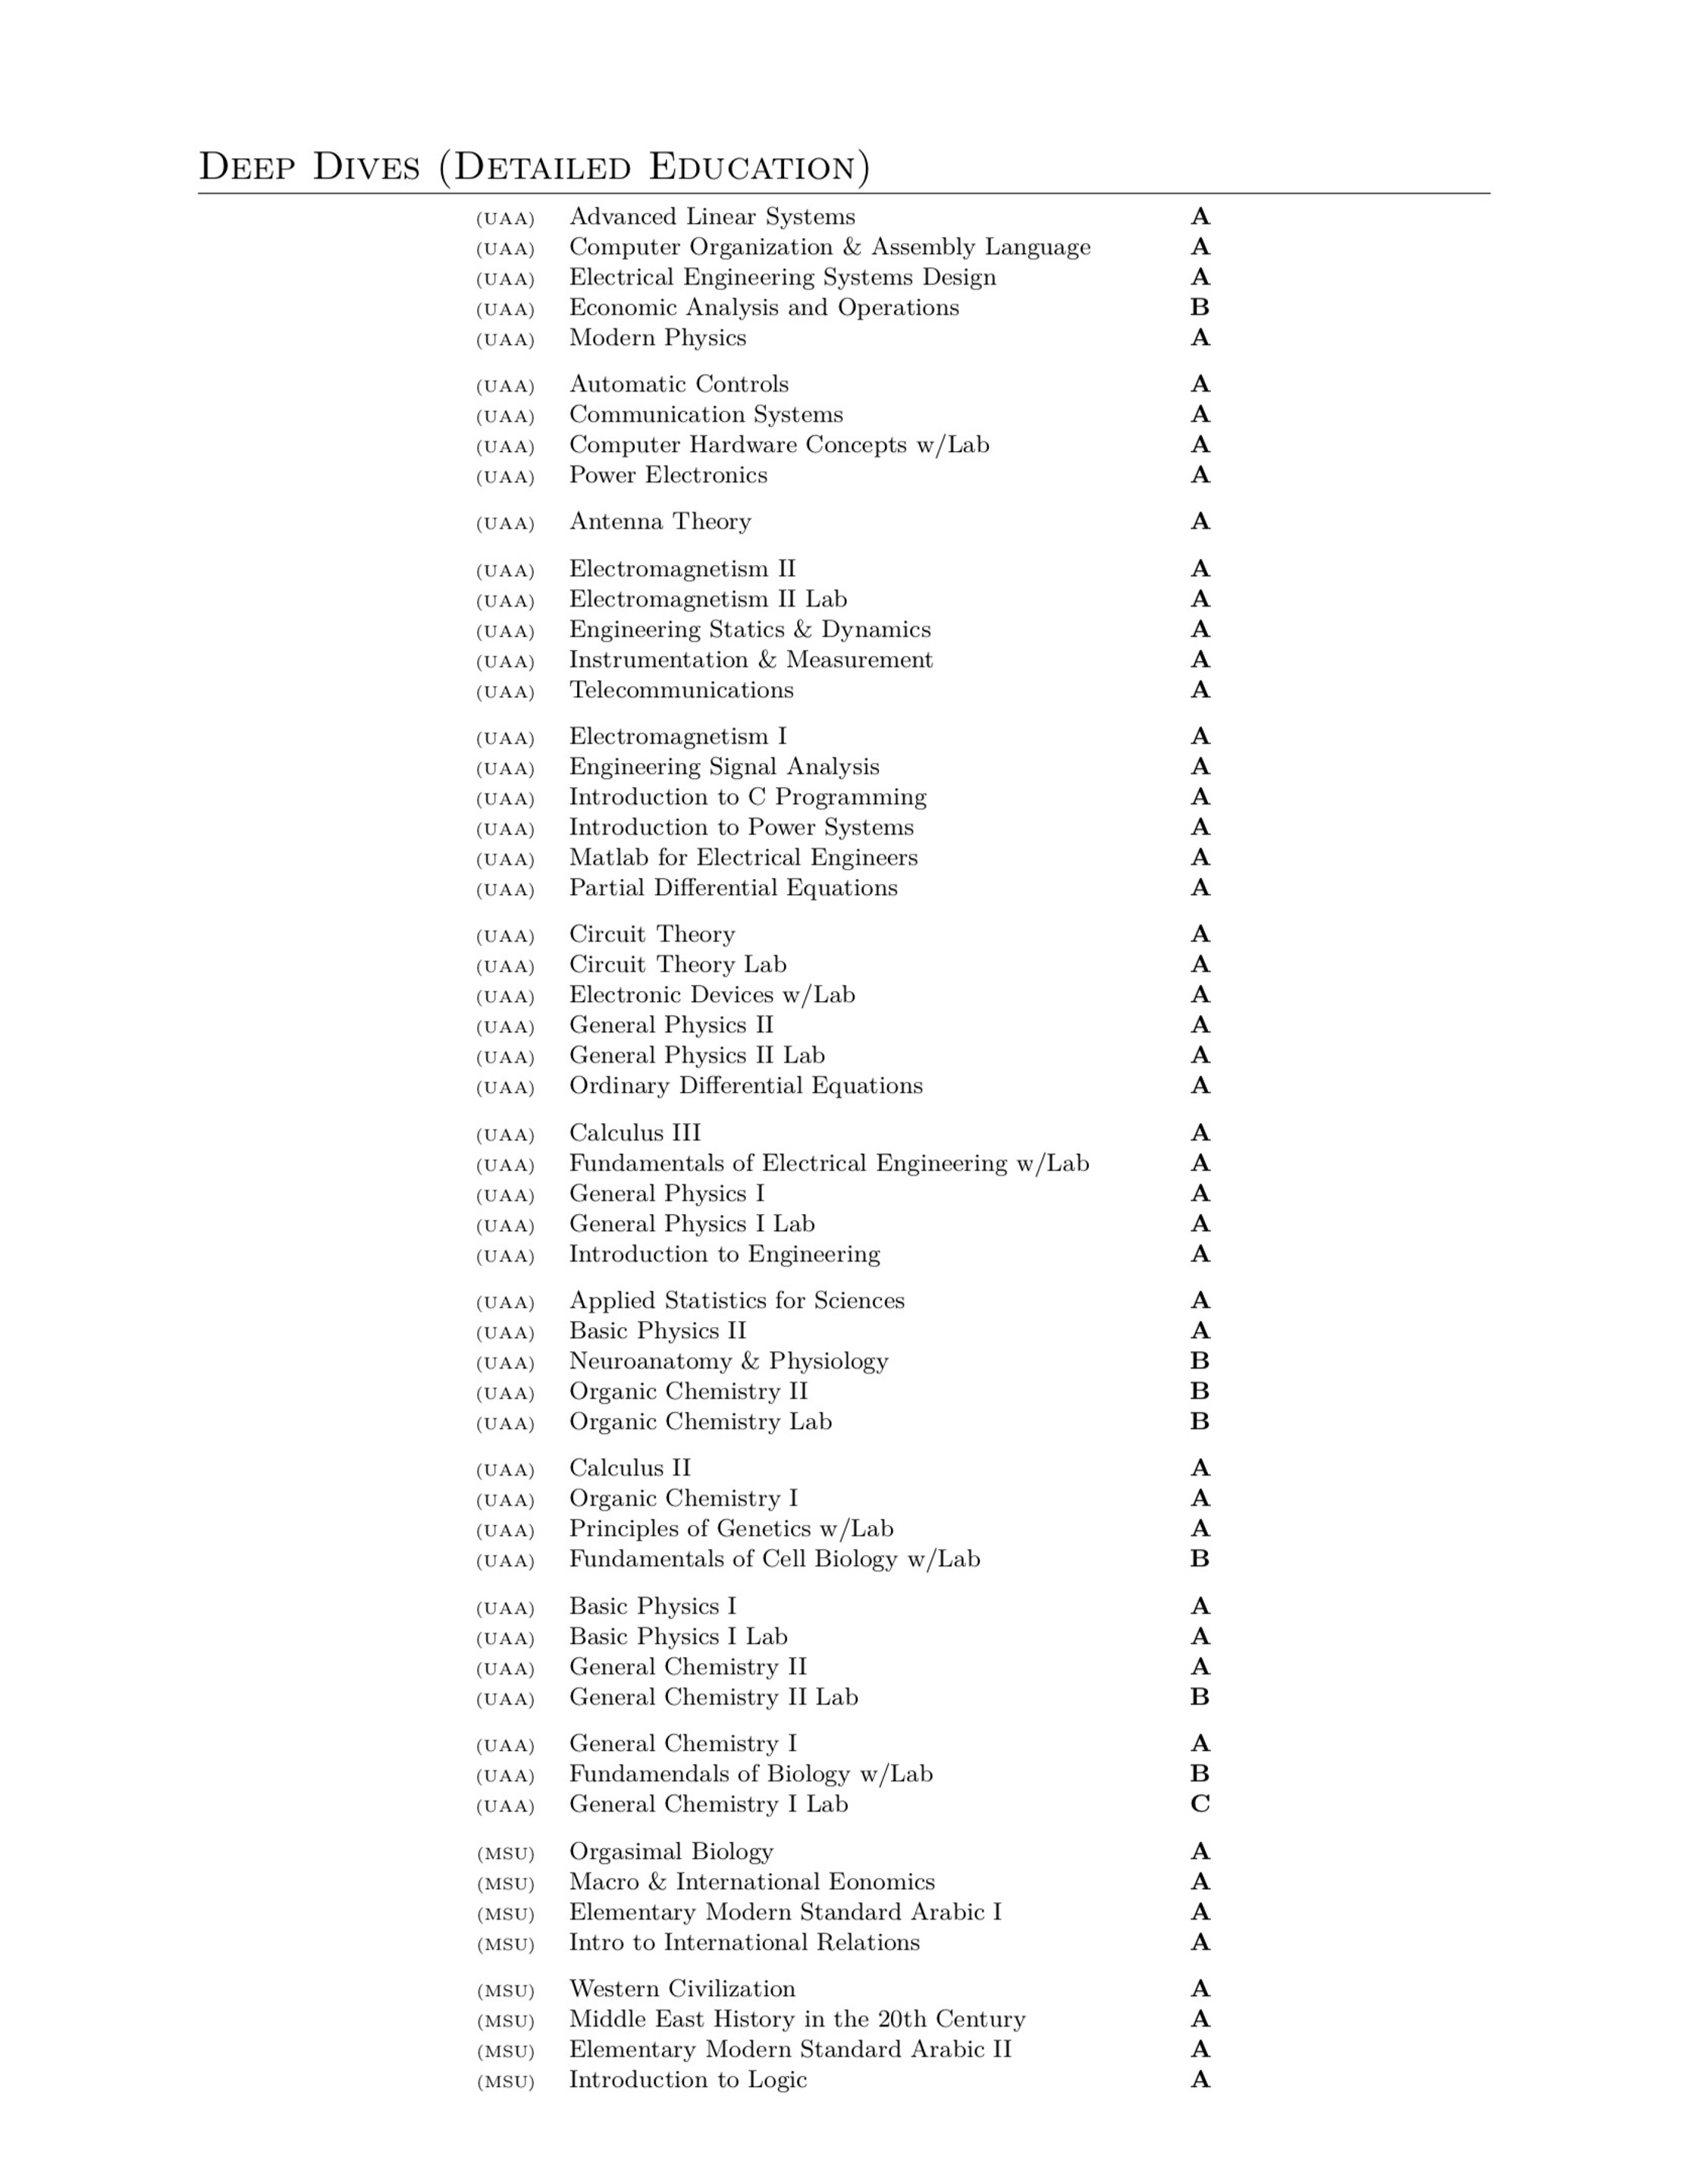 Deep Dives (Detailed Education)
(UAA) Advanced Linear Systems A
(UAA) Computer Organization & Assembly Language A
(UAA) Electrical Engineering Systems Design A
(UAA) Economic Analysis and Operations B
(UAA) Modern Physics A
(UAA) Automatic Controls A
(UAA) Communication Systems A
(UAA) Computer Hardware Concepts w/Lab A
(UAA) Power Electronics A
(UAA) Antenna Theory A
(UAA) Electromagnetism II A
(UAA) Electromagnetism II Lab A
(UAA) Engineering Statics & Dynamics A
(UAA) Instrumentation & Measurement A
(UAA) Telecommunications A
(UAA) Electromagnetism I A
(UAA) Engineering Signal Analysis A
(UAA) Introduction to C Programming A
(UAA) Introduction to Power Systems A
(UAA) Matlab for Electrical Engineers A
(UAA) Partial Differential Equations A
(UAA) Circuit Theory A
(UAA) Circuit Theory Lab A
(UAA) Electronic Devices w/Lab A
(UAA) General Physics II A
(UAA) General Physics II Lab A
(UAA) Ordinary Differential Equations A
(UAA) Calculus III A
(UAA) Fundamentals of Electrical Engineering w/Lab A
(UAA) General Physics I A
(UAA) General Physics I Lab A
(UAA) Introduction to Engineering A
(UAA) Applied Statistics for Sciences A
(UAA) Basic Physics II A
(UAA) Neuroanatomy & Physiology B
(UAA) Organic Chemistry II B
(UAA) Organic Chemistry Lab B
(UAA) Calculus II A
(UAA) Organic Chemistry I A
(UAA) Principles of Genetics w/Lab A
(UAA) Fundamentals of Cell Biology w/Lab B
(UAA) Basic Physics I A
(UAA) Basic Physics I Lab A
(UAA) General Chemistry II A
(UAA) General Chemistry II Lab B
(UAA) General Chemistry I A
(UAA) Fundamendals of Biology w/Lab B
(UAA) General Chemistry I Lab C
(MSU) Orgasimal Biology A
(MSU) Macro & International Eonomics A
(MSU) Elementary Modern Standard Arabic I A
(MSU) Intro to International Relations A
(MSU) Western Civilization A
(MSU) Middle East History in the 20th Century A
(MSU) Elementary Modern Standard Arabic II A
(MSU) Introduction to Logic A